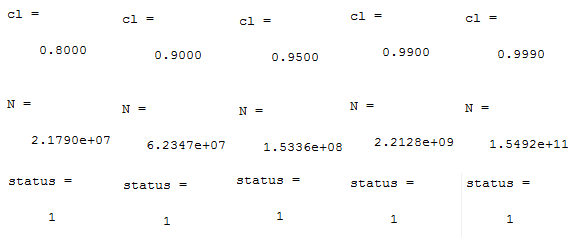 cl = cl = cl = cl = cl =
0.8000 0.9000 0.9500 0.9900 0.9990
N = N = N = N = N =
2.1790e+07 6.2347e+07 1.5336e+08 2.2128e+09 1.5492e+11
status = status = status = status = status =
1 1 1 1 1